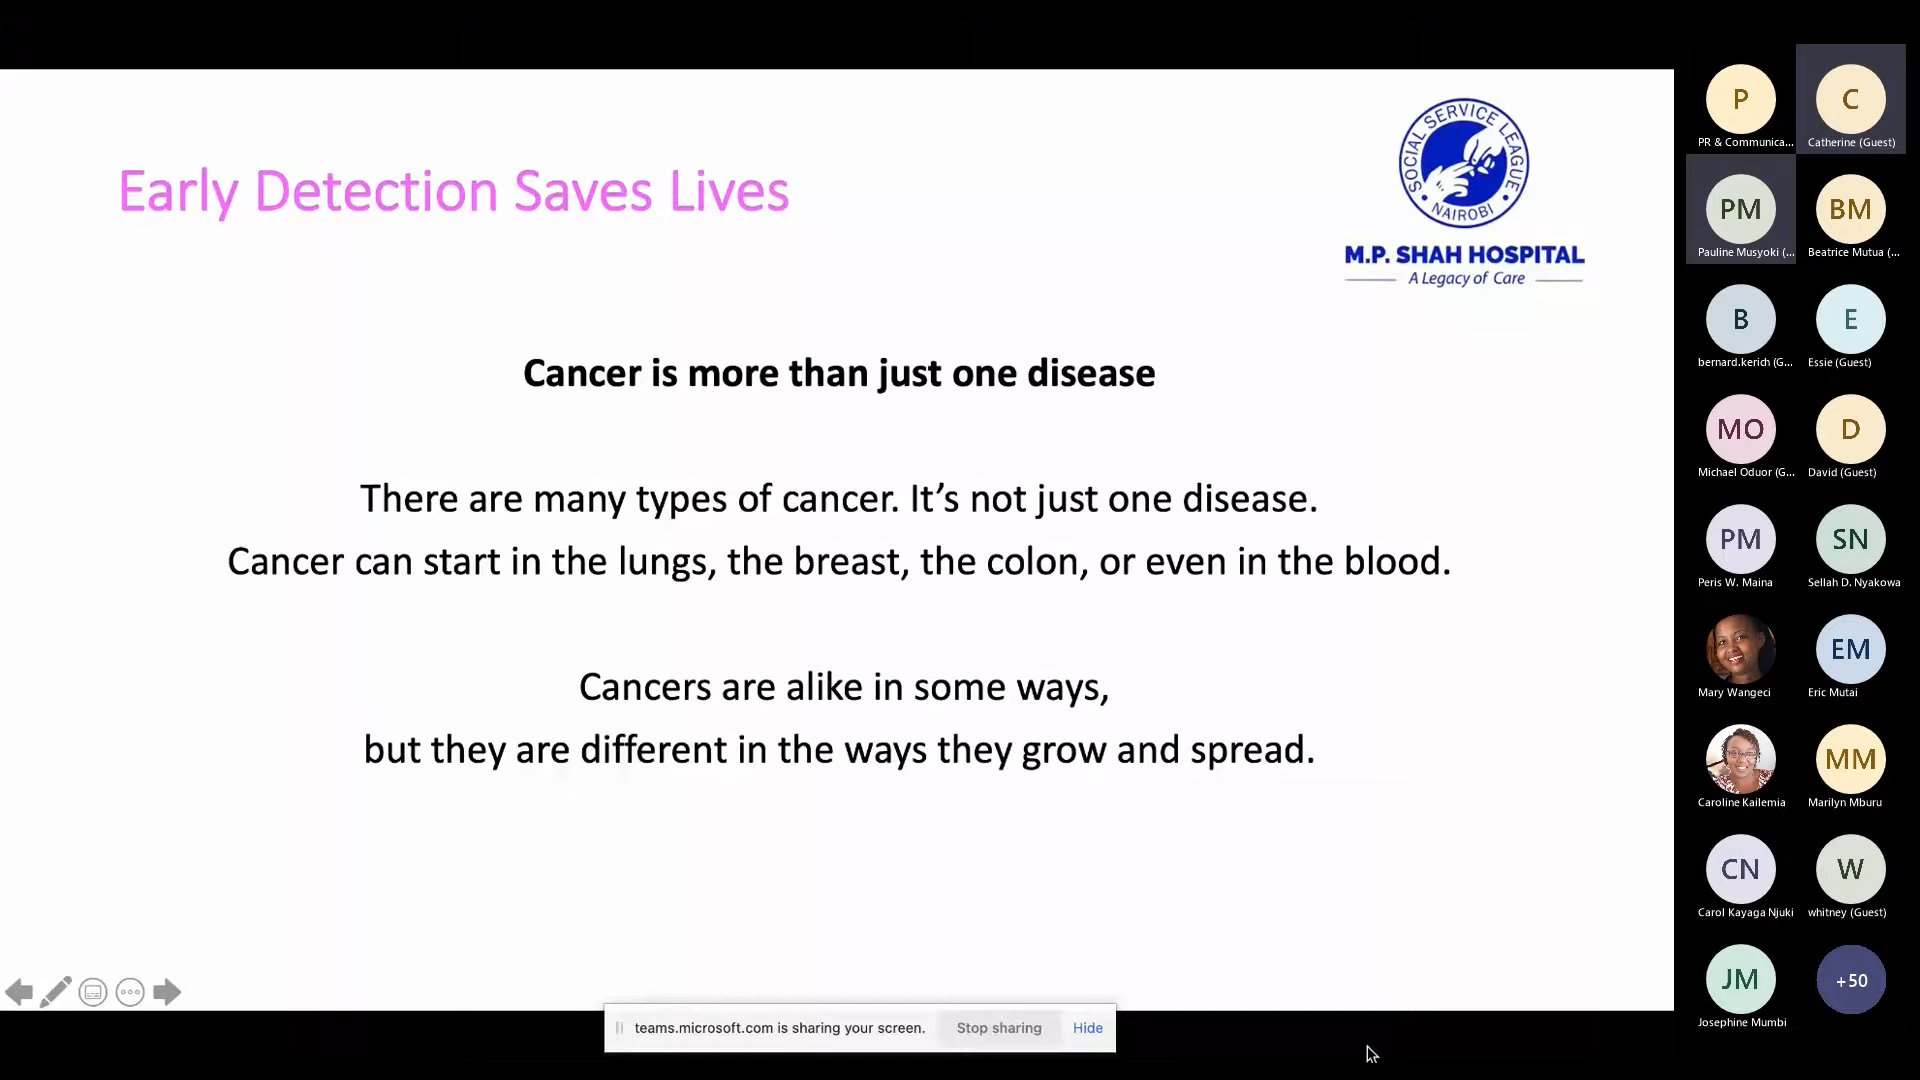 Early Detection Saves Lives
SOCIAL SERVICE LEAGUE
NAIROBI
M.P. SHAH HOSPITAL
A Legacy of Care
Cancer is more than just one disease
There are many types of cancer. It’s not just one disease.
Cancer can start in the lungs, the breast, the colon, or even in the blood.
Cancers are alike in some ways,
but they are different in the ways they grow and spread.
teams.microsoft.com is sharing your screen. Stop sharing Hide
P C
PR & Communica... Catherine (Guest)
PM BM
Pauline Musyoki (... Beatrice Mutua (...
B E
bernard.kerich (G... Essie (Guest)
MO D
Michael Oduor (G... David (Guest)
PM SN
Peris W. Maina Sellah D. Nyakowa
EM
Mary Wangeci Eric Mutai
MM
Caroline Kailemia Marilyn Mburu
CN W
Carol Kayaga Njuki whitney (Guest)
JM +50
Josephine Mumbi